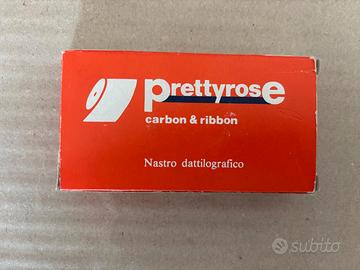 prettyrose
carbon & ribbon
Nastro dattilografico
subito